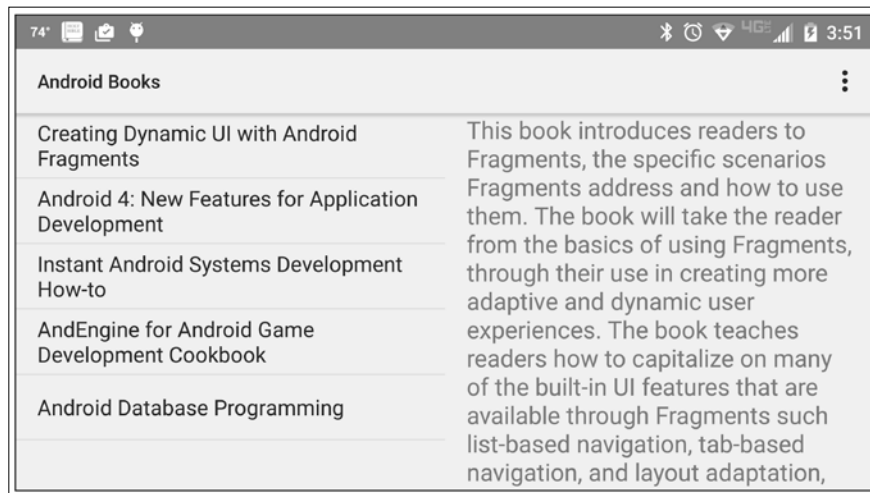 74°
4G
3:51
Android Books
Creating Dynamic UI with Android
Fragments
Android 4: New Features for Application
Development
Instant Android Systems Development
How-to
AndEngine for Android Game
Development Cookbook
Android Database Programming
This book introduces readers to
Fragments, the specific scenarios
Fragments address and how to use
them. The book will take the reader
from the basics of using Fragments,
through their use in creating more
adaptive and dynamic user
experiences. The book teaches
readers how to capitalize on many
of the built-in UI features that are
available through Fragments such
list-based navigation, tab-based
navigation, and layout adaptation,